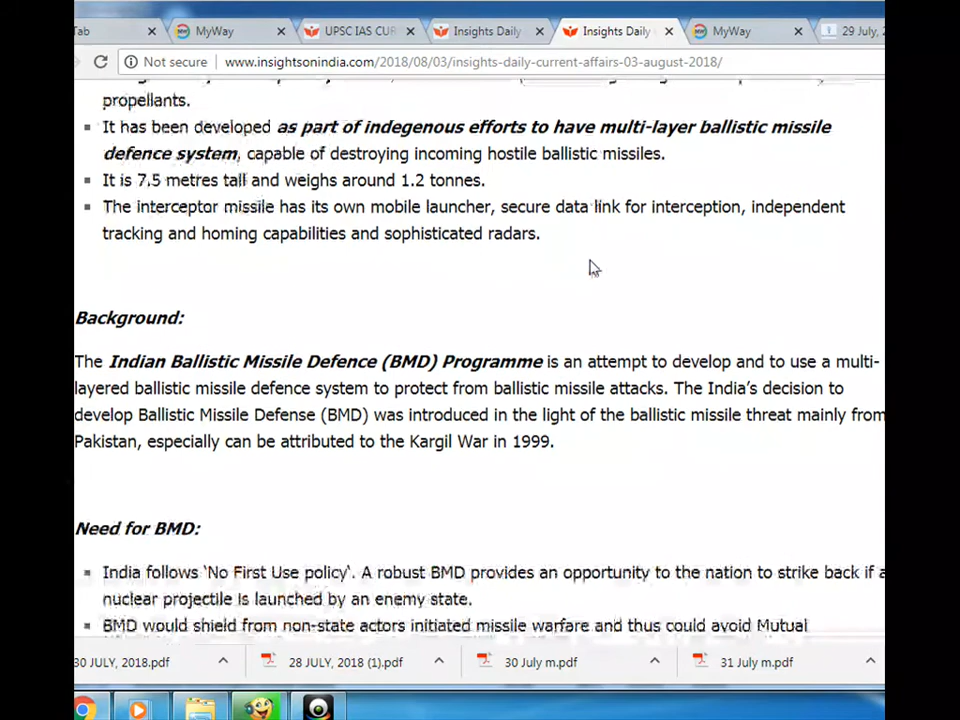 Tab
MyWay
UPSC IAS CUR
Insights Daily
Insights Daily
MyWay
29 July, 2
Not secure
www.insightsonindia.com/2018/08/03/insights-daily-current-affairs-03-august-2018/
propellants.
It has been developed as part of indegenous efforts to have multi-layer ballistic missile
defence system, capable of destroying incoming hostile ballistic missiles.
It is 7.5 metres tall and weighs around 1.2 tonnes.
The interceptor missile has its own mobile launcher, secure data link for interception, independent
tracking and homing capabilities and sophisticated radars.
Background:
The Indian Ballistic Missile Defence (BMD) Programme is an attempt to develop and to use a multi-
layered ballistic missile defence system to protect from ballistic missile attacks. The India's decision to
develop Ballistic Missile Defense (BMD) was introduced in the light of the ballistic missile threat mainly from
Pakistan, especially can be attributed to the Kargil War in 1999.
Need for BMD:
India follows 'No First Use policy'. A robust BMD provides an opportunity to the nation to strike back if a
nuclear projectile is launched by an enemy state.
BMD would shield from non-state actors initiated missile warfare and thus could avoid Mutual
30 JULY, 2018.pdf
28 JULY, 2018 (1).pdf
30 July m.pdf
31 July m.pdf